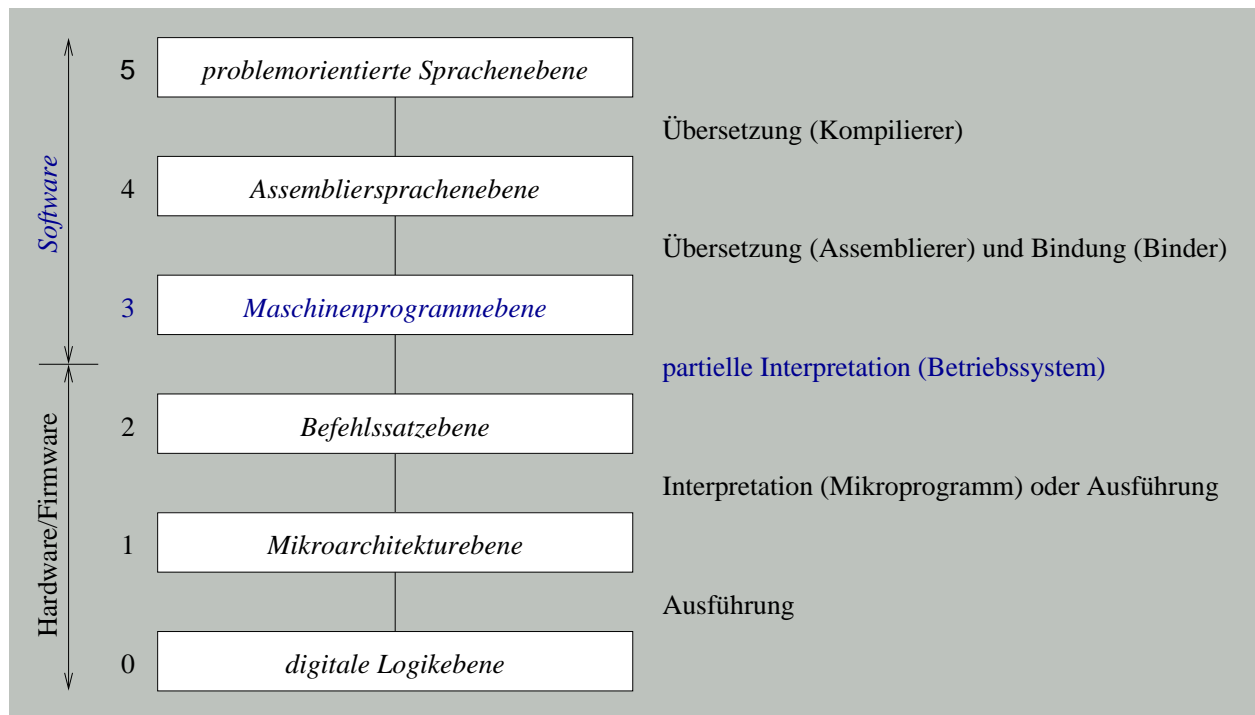 5 problemorientierte Sprachenebene
Übersetzung (Kompilierer)
4 Assembliersprachenebene
Übersetzung (Assemblierer) und Bindung (Binder)
3 Maschinenprogrammebene
partielle Interpretation (Betriebssystem)
2 Befehlssatzebene
Interpretation (Mikroprogramm) oder Ausführung
1 Mikroarchitekturebene
Ausführung
0 digitale Logikebene
Software
Hardware/Firmware